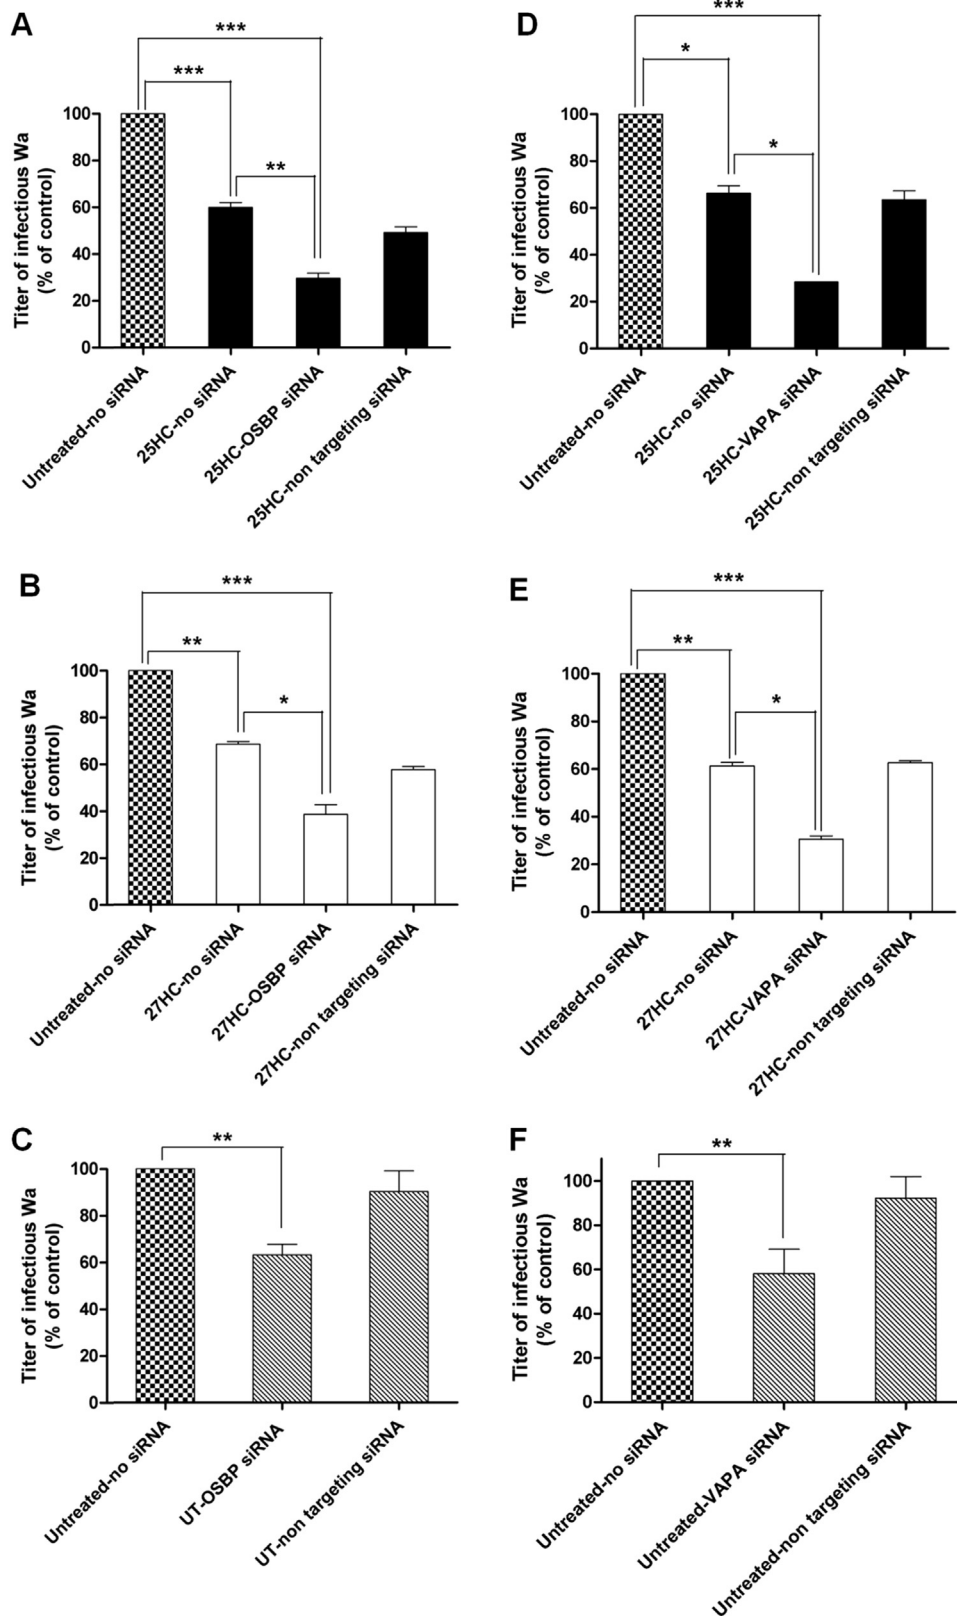 A
***
***
**
Titer of infectious Wa
(% of control)
100
80
60
40
20
0
Untreated-no siRNA
25HC-no siRNA
25HC-OSBP siRNA
25HC-non targeting siRNA
D
***
*
*
Titer of infectious Wa
(% of control)
100
80
60
40
20
0
Untreated-no siRNA
25HC-no siRNA
25HC-VAPA siRNA
25HC-non targeting siRNA
B
***
**
*
Titer of infectious Wa
(% of control)
100
80
60
40
20
0
Untreated-no siRNA
27HC-no siRNA
27HC-OSBP siRNA
27HC-non targeting siRNA
E
***
**
*
Titer of infectious Wa
(% of control)
100
80
60
40
20
0
Untreated-no siRNA
27HC-no siRNA
27HC-VAPA siRNA
27HC-non targeting siRNA
C
**
Titer of infectious Wa
(% of control)
100
80
60
40
20
0
Untreated-no siRNA
UT-OSBP siRNA
UT-non targeting siRNA
F
**
Titer of infectious Wa
(% of control)
100
80
60
40
20
0
Untreated-no siRNA
Untreated-VAPA siRNA
Untreated-non targeting siRNA